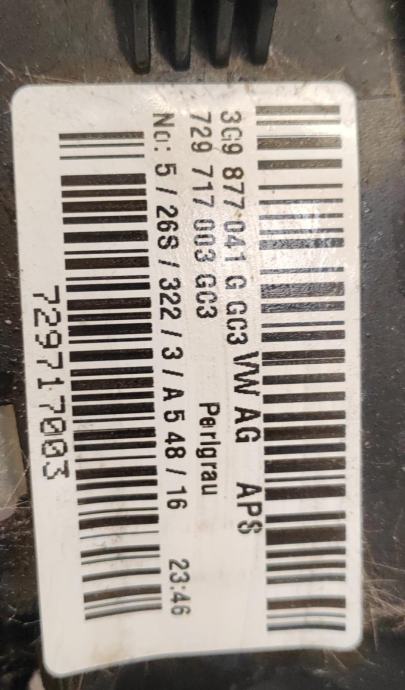 3G9 877 041 G GC3 VW AG APS
729 717 003 GC3 Perlgrau
No: 5 / 26S / 322 / 3 / A 5 48 / 16 23:46
729717003